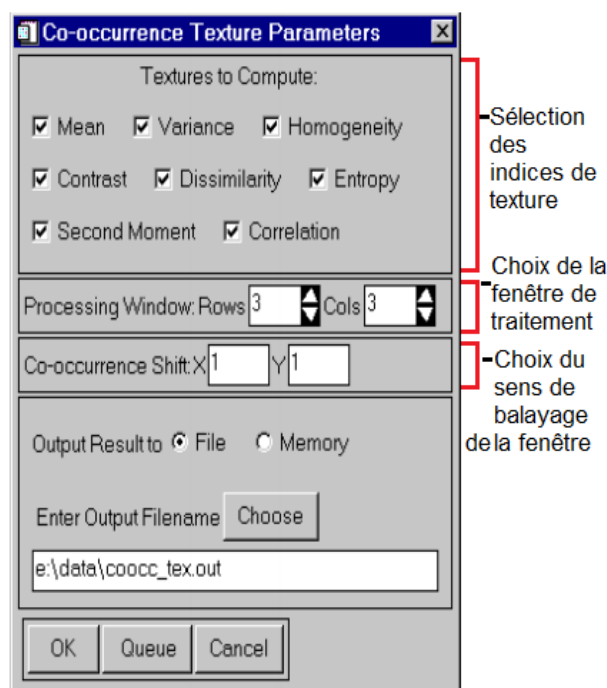 Co-occurrence Texture Parameters
Textures to Compute:
Mean Variance Homogeneity
Contrast Dissimilarity Entropy
Second Moment Correlation
Processing Window: Rows 3 Cols 3
Co-occurrence Shift: X 1 Y 1
Output Result to File Memory
Enter Output Filename Choose
e:\data\coocc_tex.out
OK Queue Cancel
Sélection
des
indices de
texture
Choix de la
fenêtre de
traitement
Choix du
sens de
balayage
de la fenêtre